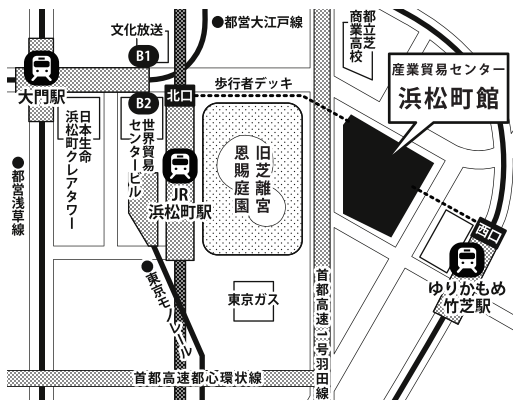 文化放送
●都営大江戸線
都立芝
商業高校
B1
産業貿易センター
浜松町館
大門駅
歩行者デッキ
B2
北口
日本生命
浜松町クレアタワー
世界貿易
センタービル
旧芝離宮
恩賜庭園
●都営浅草線
JR
浜松町駅
西口
●東京モノレール
東京ガス
首都高速1号羽田線
ゆりかもめ
竹芝駅
首都高速都心環状線